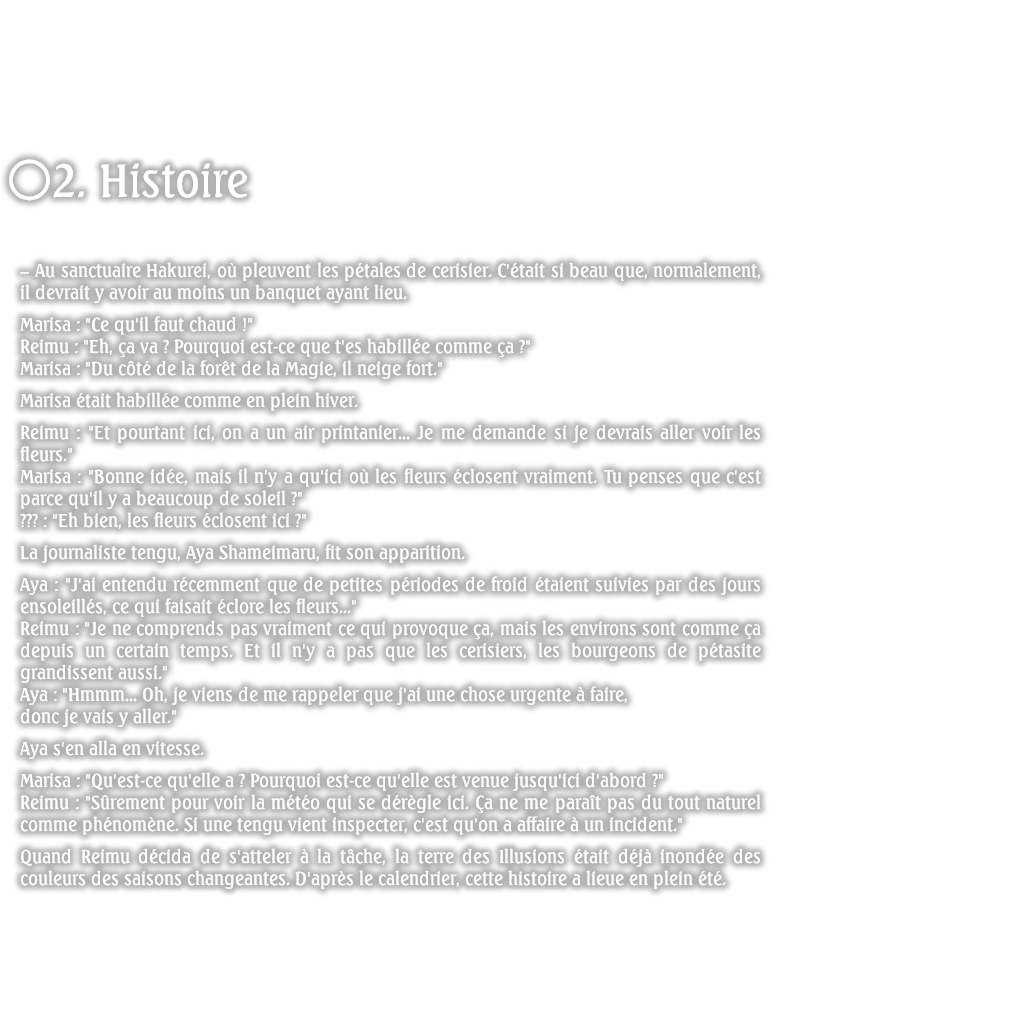 2. Histoire
– Au sanctuaire Hakurei, où pleuvent les pétales de cerisier. C'était si beau que, normalement,
il devrait y avoir au moins un banquet ayant lieu.
Marisa : "Ce qu'il faut chaud !"
Reimu : "Eh, ça va ? Pourquoi est-ce que t'es habillée comme ça ?"
Marisa : "Du côté de la forêt de la Magie, il neige fort."
Marisa était habillée comme en plein hiver.
Reimu : "Et pourtant ici, on a un air printanier... Je me demande si je devrais aller voir les
fleurs."
Marisa : "Bonne idée, mais il n'y a qu'ici où les fleurs éclosent vraiment. Tu penses que c'est
parce qu'il y a beaucoup de soleil ?"
??? : "Eh bien, les fleurs éclosent ici ?"
La journaliste tengu, Aya Shameimaru, fit son apparition.
Aya : "J'ai entendu récemment que de petites périodes de froid étaient suivies par des jours
ensoleillés, ce qui faisait éclore les fleurs..."
Reimu : "Je ne comprends pas vraiment ce qui provoque ça, mais les environs sont comme ça
depuis un certain temps. Et il n'y a pas que les cerisiers, les bourgeons de pétasite
grandissent aussi."
Aya : "Hmmm... Oh, je viens de me rappeler que j'ai une chose urgente à faire,
donc je vais y aller."
Aya s'en alla en vitesse.
Marisa : "Qu'est-ce qu'elle a ? Pourquoi est-ce qu'elle est venue jusqu'ici d'abord ?"
Reimu : "Sûrement pour voir la météo qui se dérègle ici. Ça ne me paraît pas du tout naturel
comme phénomène. Si une tengu vient inspecter, c'est qu'on a affaire à un incident."
Quand Reimu décida de s'atteler à la tâche, la terre des Illusions était déjà inondée des
couleurs des saisons changeantes. D'après le calendrier, cette histoire a lieue en plein été.